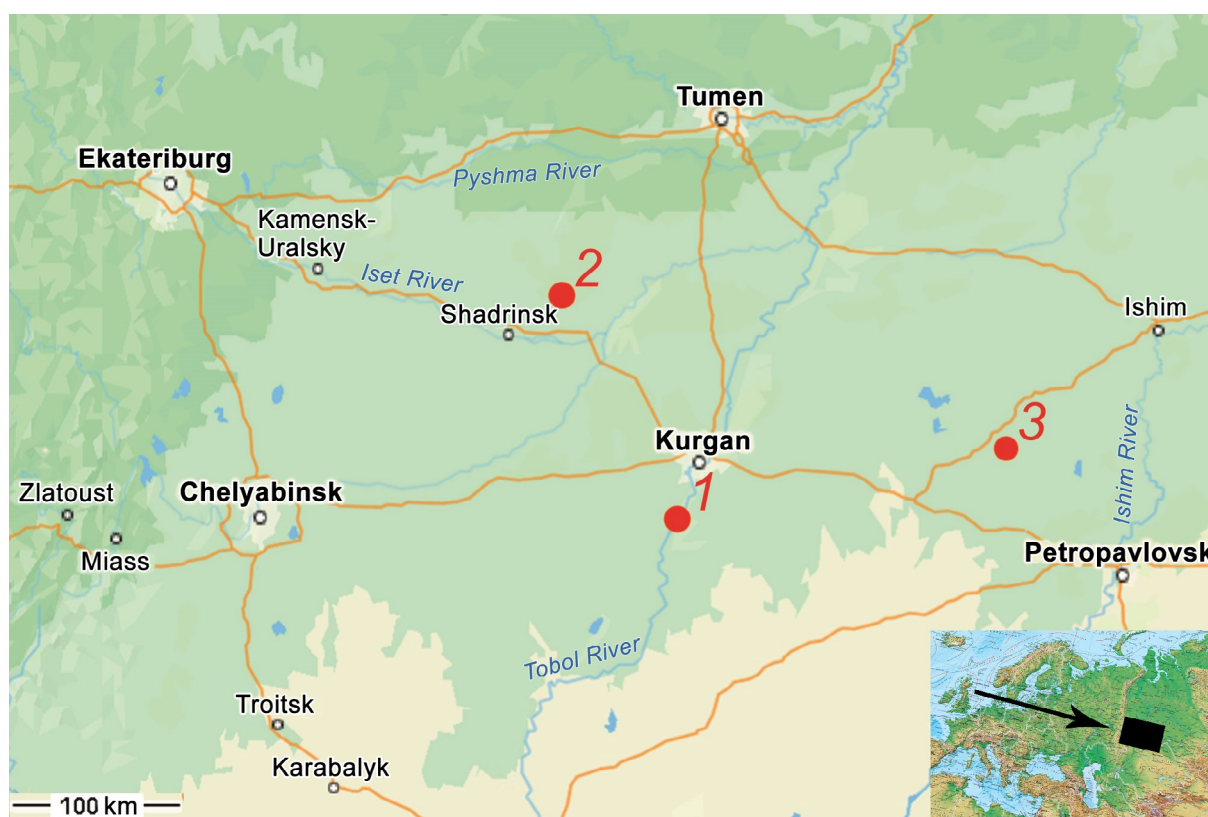 Tumen
Ekateriburg
Pyshma River
Kamensk-
Uralsky
Iset River
2
Shadrinsk
Ishim
3
Kurgan
Ishim River
Zlatoust
Chelyabinsk
1
Miass
Petropavlovsk
Tobol River
Troitsk
Karabalyk
100 km